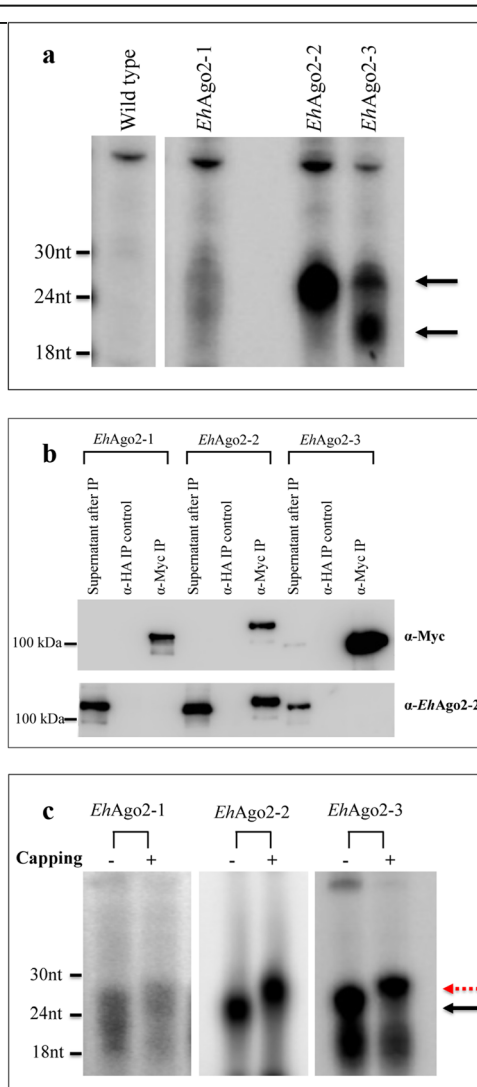 a
Wild type
EhAgo2-1
EhAgo2-2
EhAgo2-3
30nt
24nt
18nt
b
EhAgo2-1 EhAgo2-2 EhAgo2-3
Supernatant after IP
α-HA IP control
α-Myc IP
Supernatant after IP
α-HA IP control
α-Myc IP
Supernatant after IP
α-HA IP control
α-Myc IP
100 kDa
α-Myc
100 kDa
α-EhAgo2-2
c
EhAgo2-1 EhAgo2-2 EhAgo2-3
Capping - + - + - +
30nt
24nt
18nt